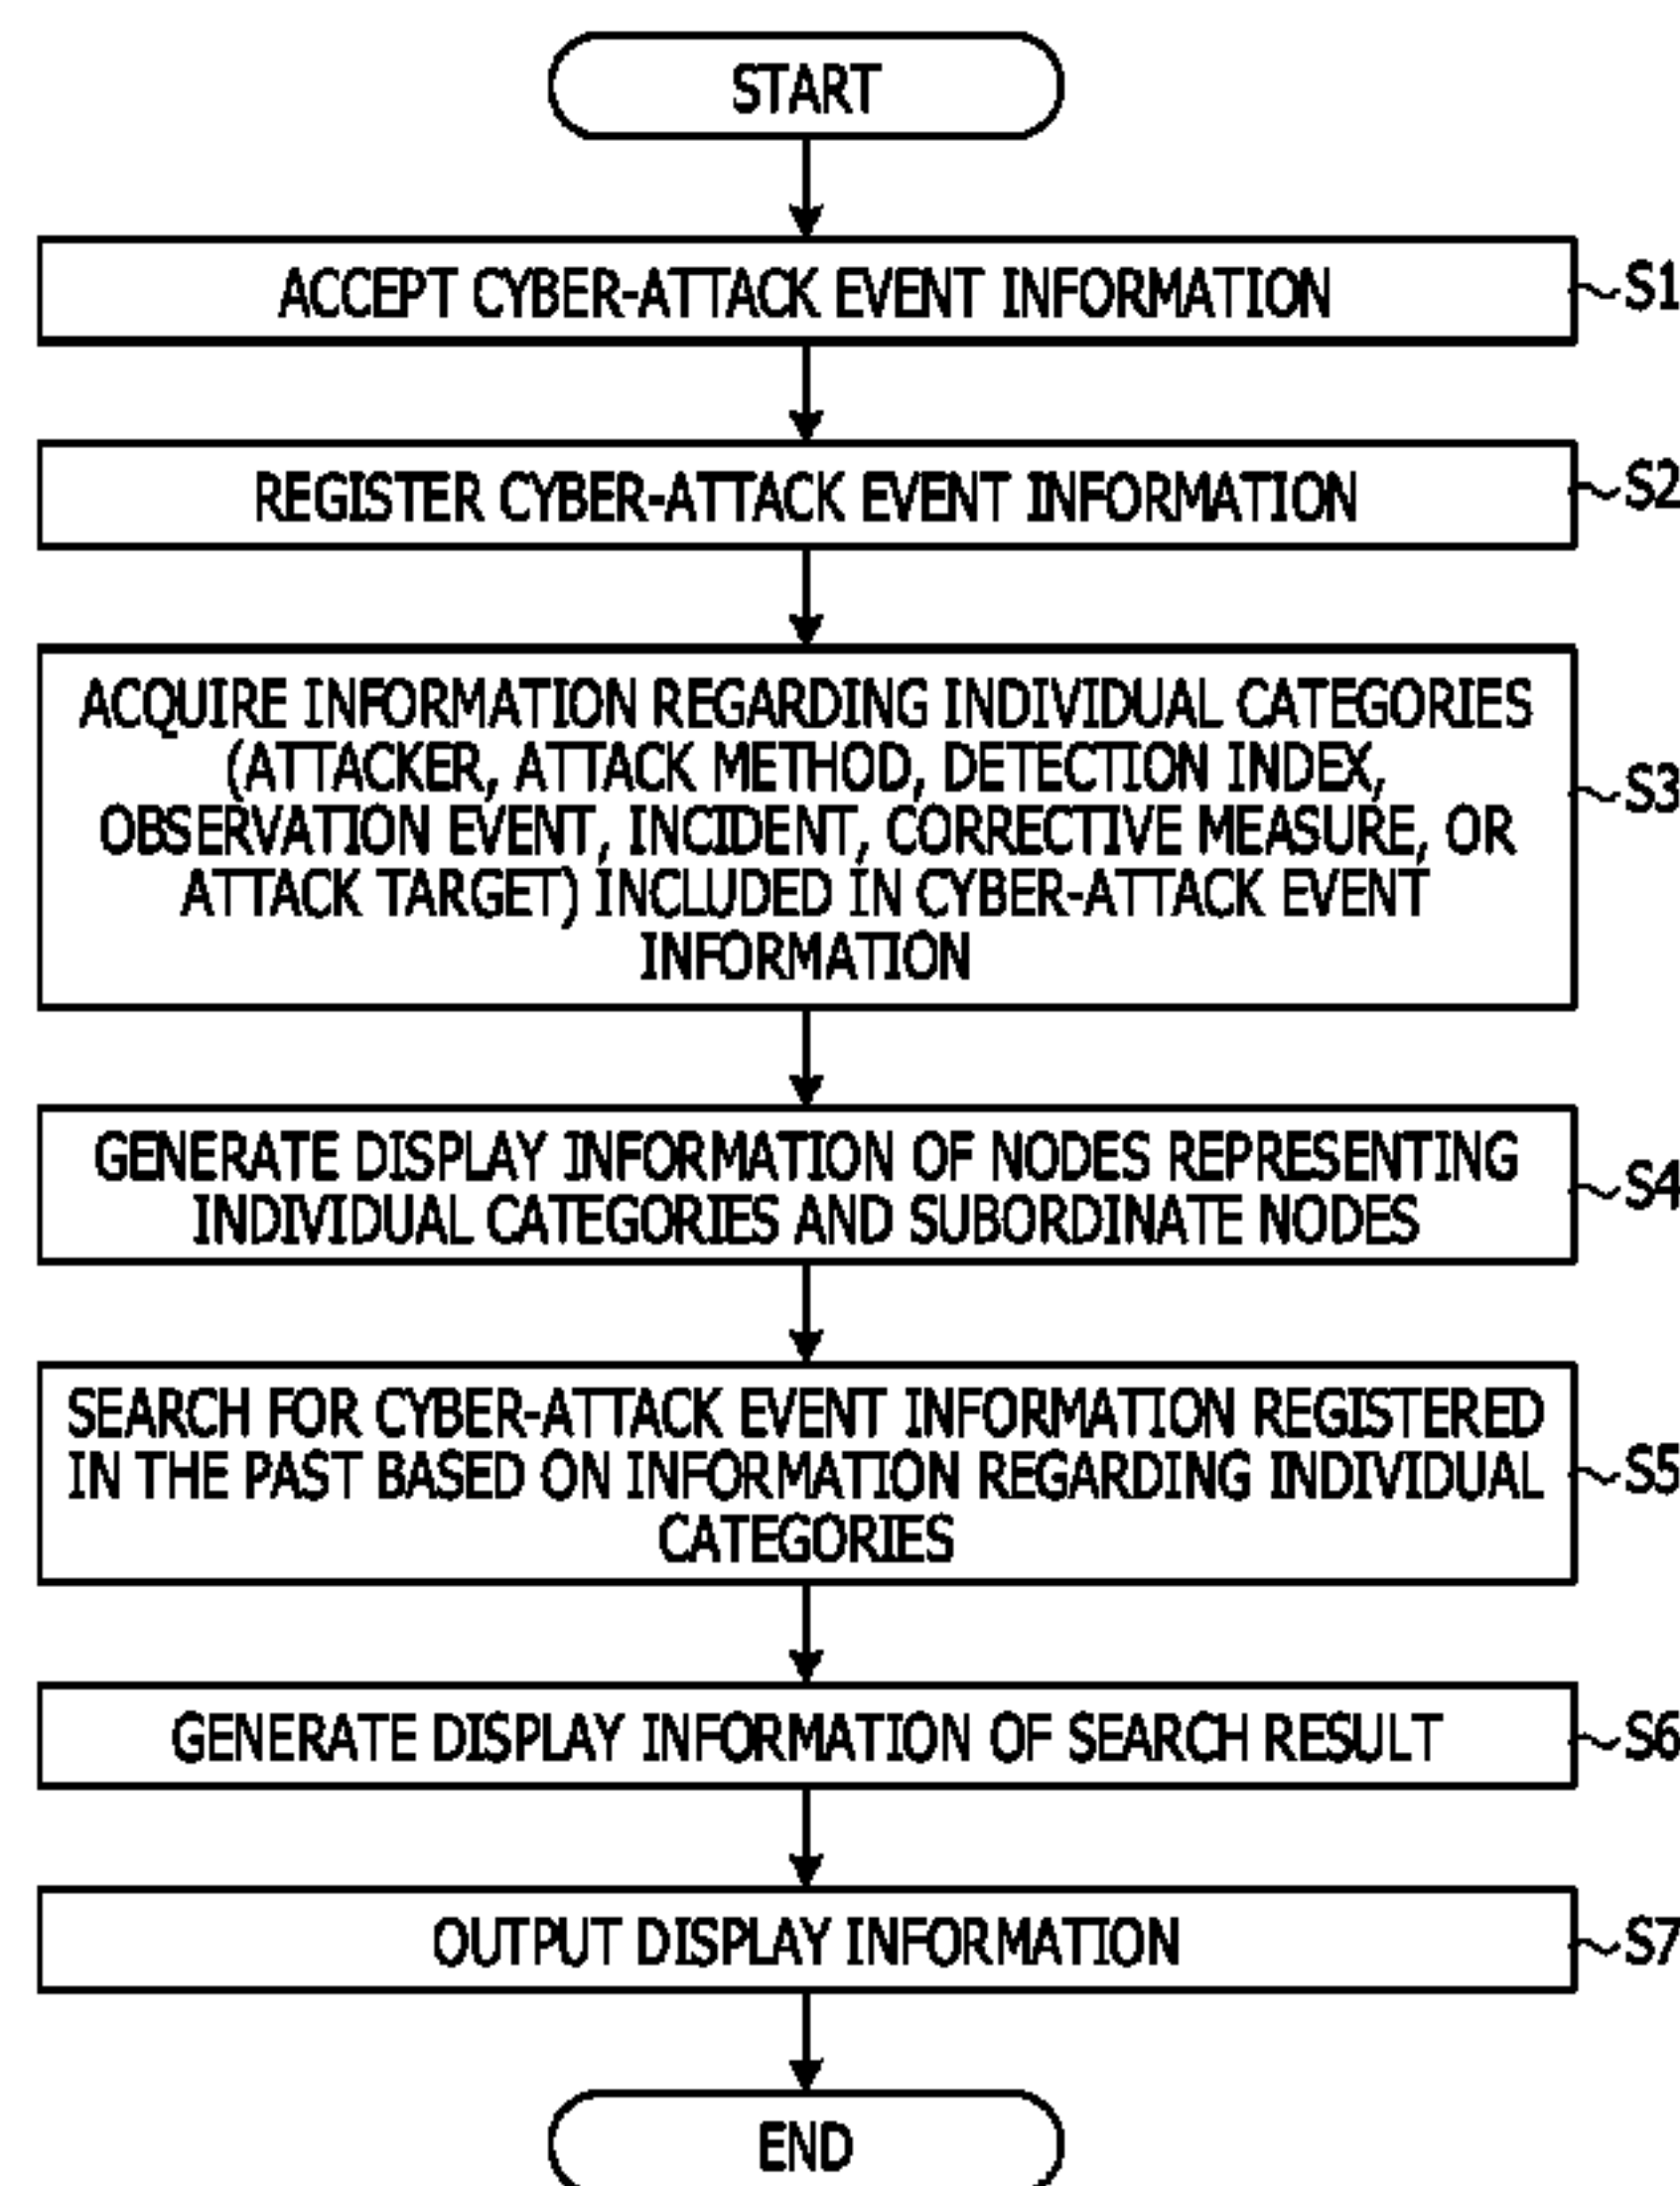 START
ACCEPT CYBER-ATTACK EVENT INFORMATION
S1
REGISTER CYBER-ATTACK EVENT INFORMATION
S2
ACQUIRE INFORMATION REGARDING INDIVIDUAL CATEGORIES
(ATTACKER, ATTACK METHOD, DETECTION INDEX,
OBSERVATION EVENT, INCIDENT, CORRECTIVE MEASURE, OR
ATTACK TARGET) INCLUDED IN CYBER-ATTACK EVENT
INFORMATION
S3
GENERATE DISPLAY INFORMATION OF NODES REPRESENTING
INDIVIDUAL CATEGORIES AND SUBORDINATE NODES
S4
SEARCH FOR CYBER-ATTACK EVENT INFORMATION REGISTERED
IN THE PAST BASED ON INFORMATION REGARDING INDIVIDUAL
CATEGORIES
S5
GENERATE DISPLAY INFORMATION OF SEARCH RESULT
S6
OUTPUT DISPLAY INFORMATION
S7
END